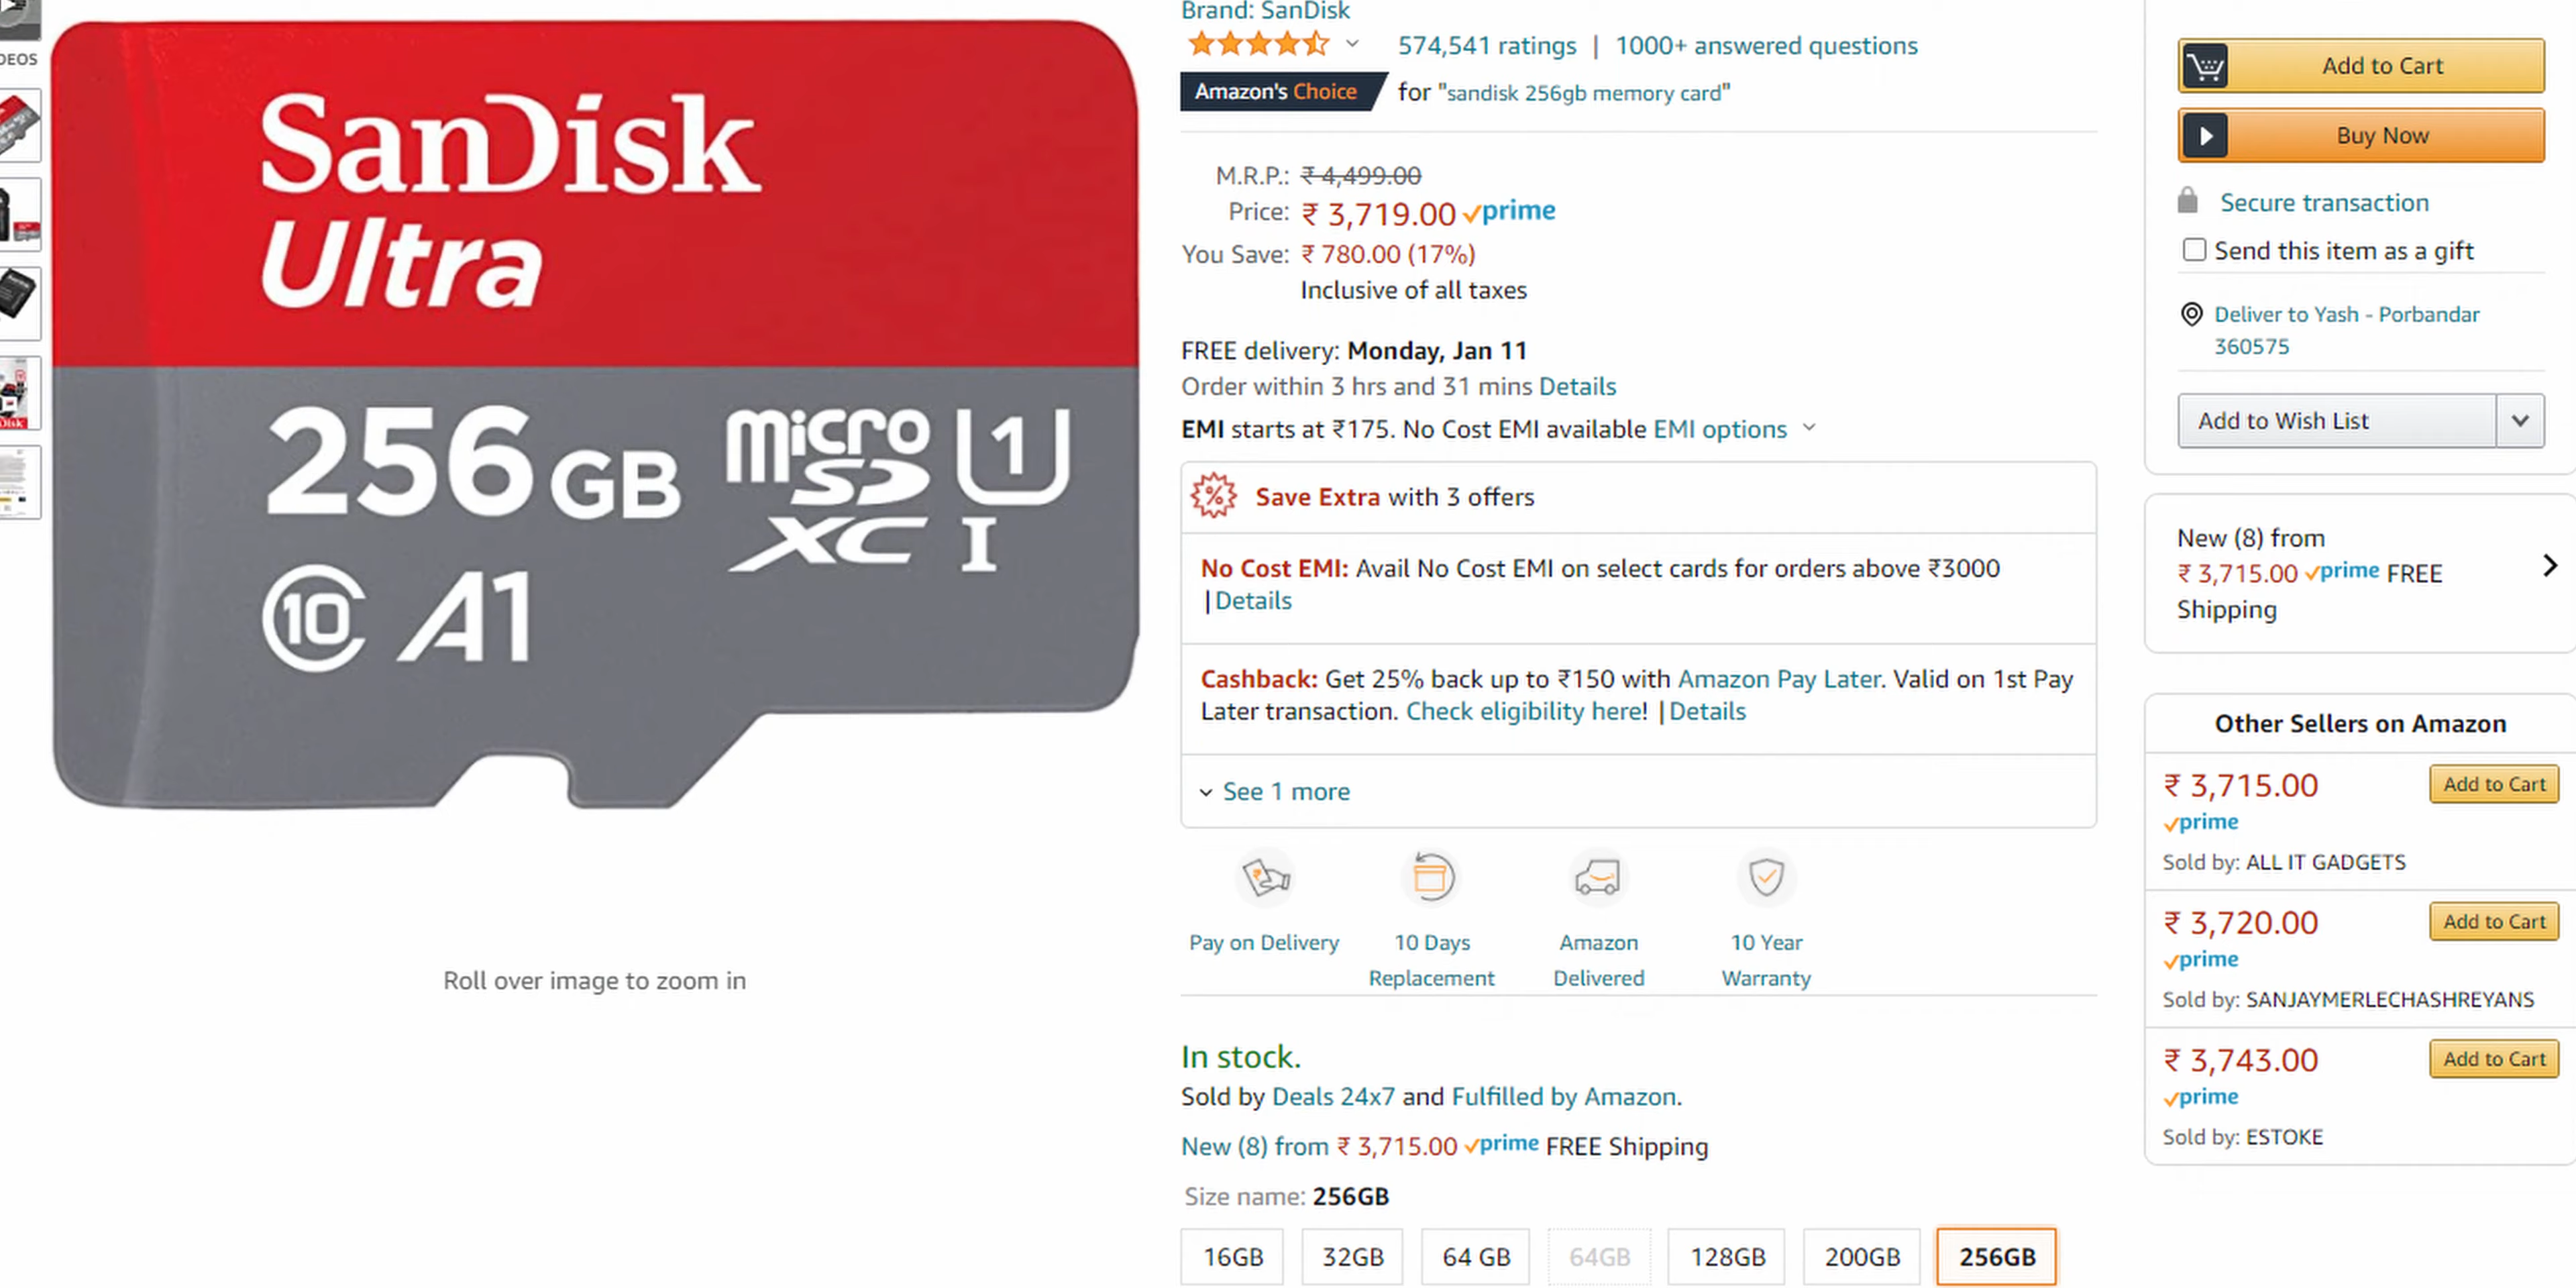 DEOS
SanDisk
Ultra
256 GB
micro
SD
XC I
U1
10 A1
Roll over image to zoom in
Brand: SanDisk
574,541 ratings | 1000+ answered questions
Amazon's Choice for "sandisk 256gb memory card"
M.R.P.: ₹ 4,499.00
Price: ₹ 3,719.00 prime
You Save: ₹ 780.00 (17%)
Inclusive of all taxes
FREE delivery: Monday, Jan 11
Order within 3 hrs and 31 mins Details
EMI starts at ₹175. No Cost EMI available EMI options
Save Extra with 3 offers
No Cost EMI: Avail No Cost EMI on select cards for orders above ₹3000
|Details
Cashback: Get 25% back up to ₹150 with Amazon Pay Later. Valid on 1st Pay
Later transaction. Check eligibility here! |Details
See 1 more
Pay on Delivery
10 Days
Replacement
Amazon
Delivered
10 Year
Warranty
In stock.
Sold by Deals 24x7 and Fulfilled by Amazon.
New (8) from ₹ 3,715.00 prime FREE Shipping
Size name: 256GB
16GB 32GB 64 GB 64GB 128GB 200GB 256GB
Add to Cart
Buy Now
Secure transaction
Send this item as a gift
Deliver to Yash - Porbandar
360575
Add to Wish List
New (8) from
₹ 3,715.00 prime FREE
Shipping
Other Sellers on Amazon
₹ 3,715.00 Add to Cart
prime
Sold by: ALL IT GADGETS
₹ 3,720.00 Add to Cart
prime
Sold by: SANJAYMERLECHASHREYANS
₹ 3,743.00 Add to Cart
prime
Sold by: ESTOKE